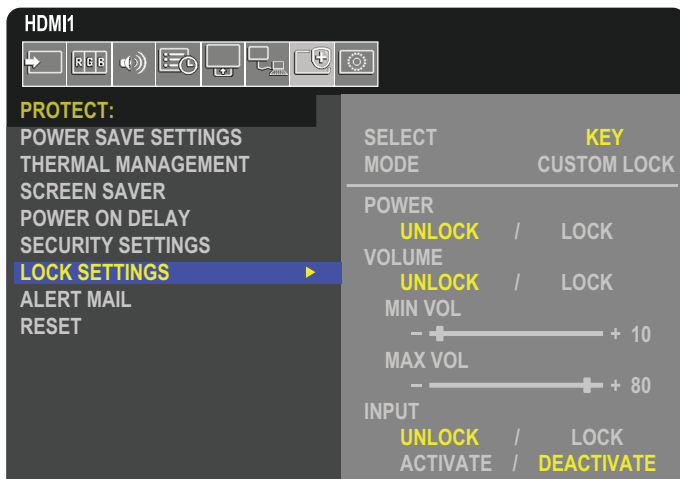 HDMI1
R G B
PROTECT:
POWER SAVE SETTINGS
THERMAL MANAGEMENT
SCREEN SAVER
POWER ON DELAY
SECURITY SETTINGS
LOCK SETTINGS
ALERT MAIL
RESET
SELECT KEY
MODE CUSTOM LOCK
POWER
UNLOCK / LOCK
VOLUME
UNLOCK / LOCK
MIN VOL
– + 10
MAX VOL
– + 80
INPUT
UNLOCK / LOCK
ACTIVATE / DEACTIVATE